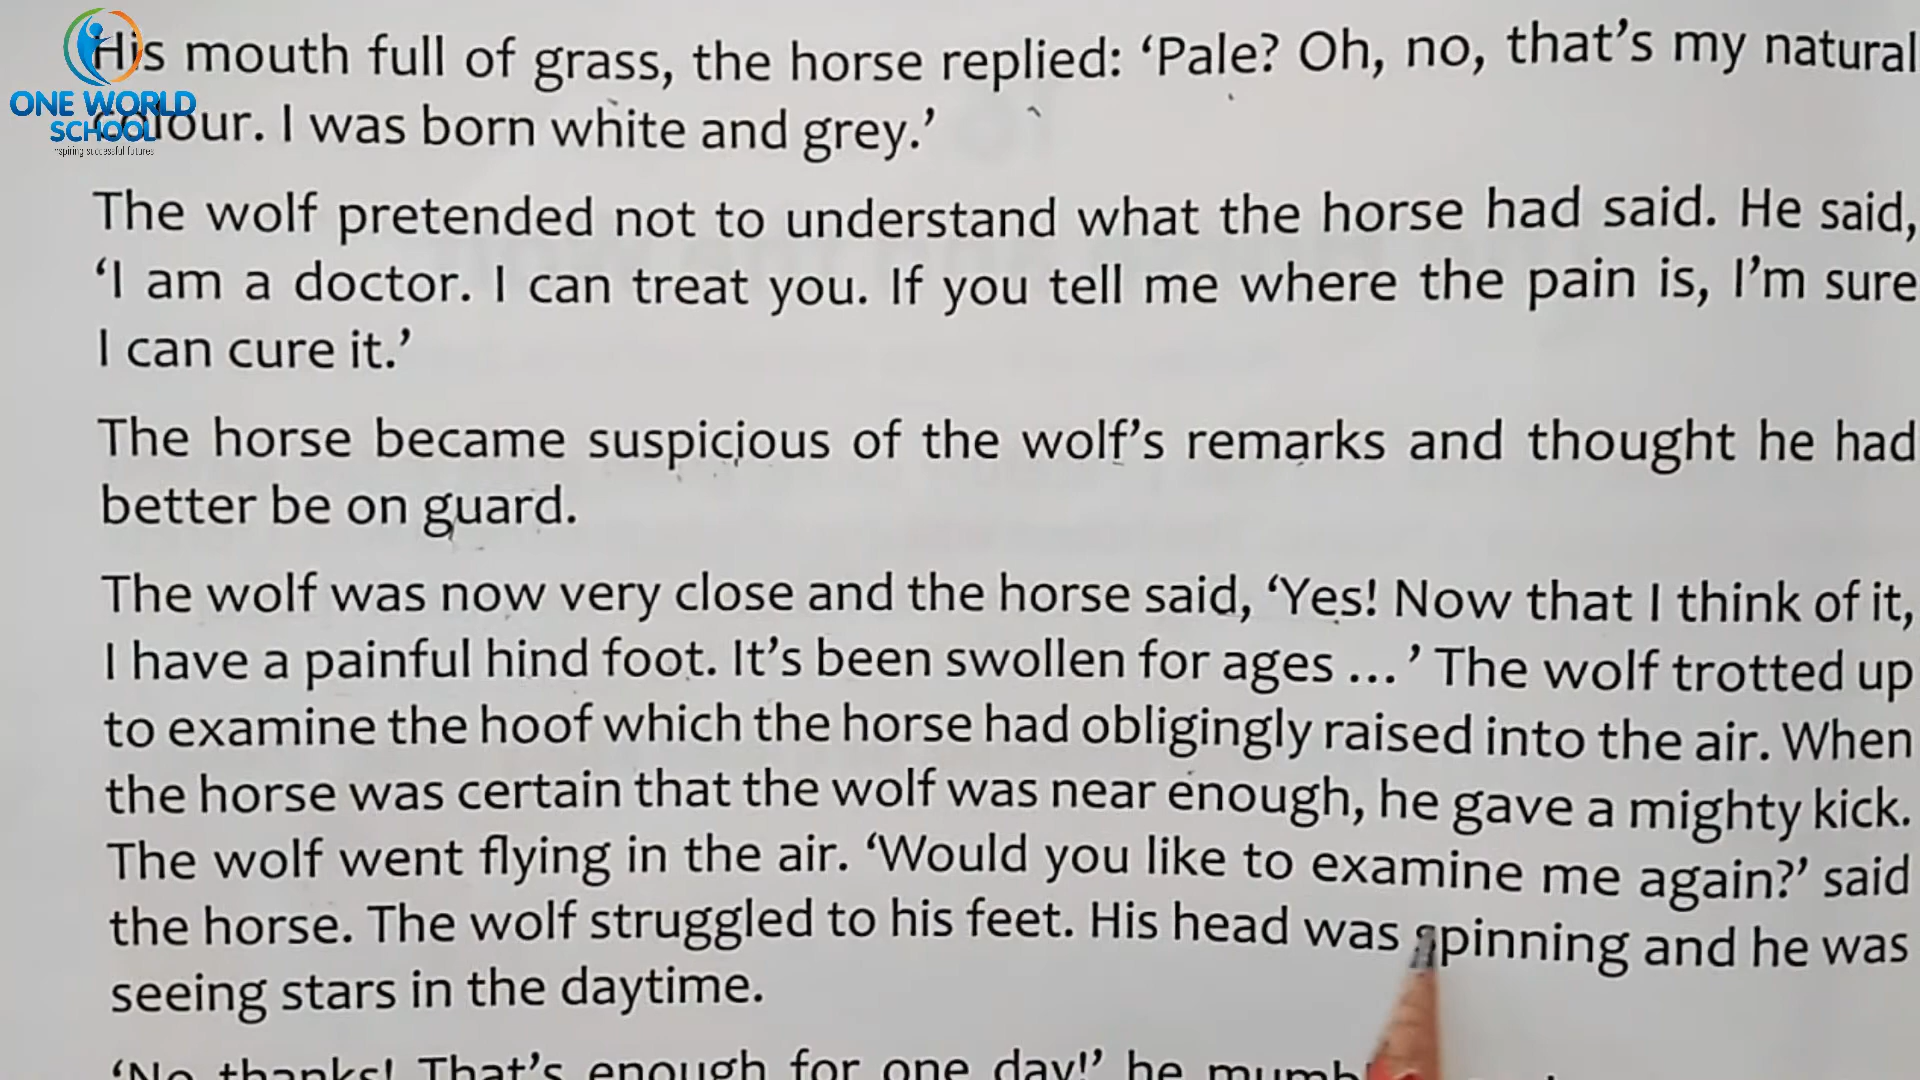 His mouth full of grass, the horse replied: ‘Pale? Oh, no, that’s my natural
ONE WORLD
SCHOOL
nspiring successful futures
colour. I was born white and grey.’
The wolf pretended not to understand what the horse had said. He said,
‘I am a doctor. I can treat you. If you tell me where the pain is, I’m sure
I can cure it.’
The horse became suspicious of the wolf’s remarks and thought he had
better be on guard.
The wolf was now very close and the horse said, ‘Yes! Now that I think of it,
I have a painful hind foot. It’s been swollen for ages ...’ The wolf trotted up
to examine the hoof which the horse had obligingly raised into the air. When
the horse was certain that the wolf was near enough, he gave a mighty kick.
The wolf went flying in the air. ‘Would you like to examine me again?’ said
the horse. The wolf struggled to his feet. His head was spinning and he was
seeing stars in the daytime.
‘No thanks! That’s enough for one day!’ he